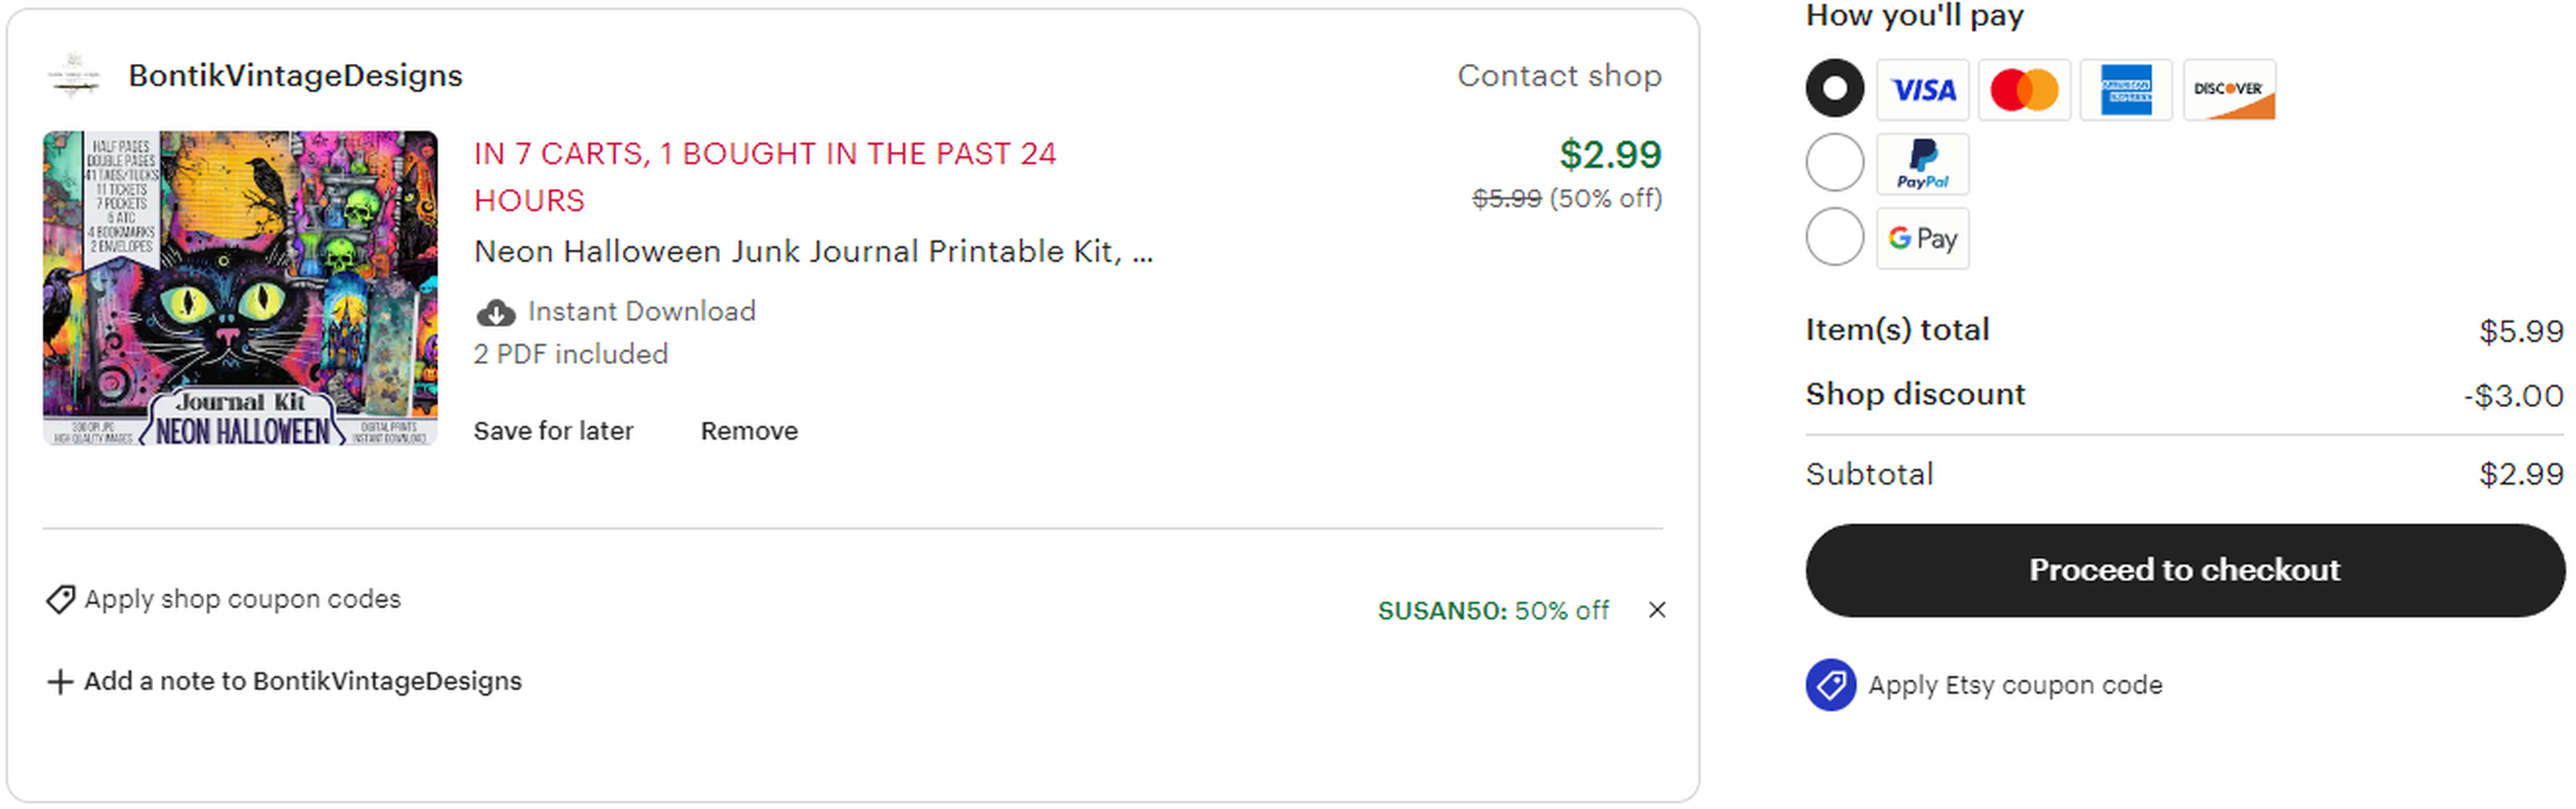 BontikVintageDesigns
Contact shop
HALF PAGES
DOUBLE PAGES
41 TAGS/TUCKS
11 TICKETS
7 POCKETS
6 ATC
4 BOOKMARKS
2 ENVELOPES
Journal Kit
NEON HALLOWEEN
300 DPI JPG
HIGH QUALITY IMAGES
DIGITAL PRINTS
INSTANT DOWNLOAD
IN 7 CARTS, 1 BOUGHT IN THE PAST 24
HOURS
$2.99
$5.99 (50% off)
Neon Halloween Junk Journal Printable Kit, ...
Instant Download
2 PDF included
Save for later Remove
Apply shop coupon codes
SUSAN50: 50% off
Add a note to BontikVintageDesigns
How you'll pay
VISA
AMERICAN EXPRESS
DISCOVER
PayPal
G Pay
Item(s) total $5.99
Shop discount -$3.00
Subtotal $2.99
Proceed to checkout
Apply Etsy coupon code